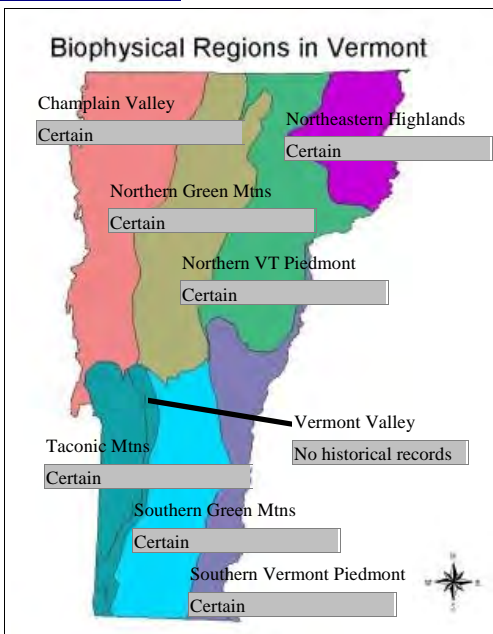 Biophysical Regions in Vermont
Champlain Valley
Certain
Northeastern Highlands
Certain
Northern Green Mtns
Certain
Northern VT Piedmont
Certain
Vermont Valley
No historical records
Taconic Mtns
Certain
Southern Green Mtns
Certain
Southern Vermont Piedmont
Certain